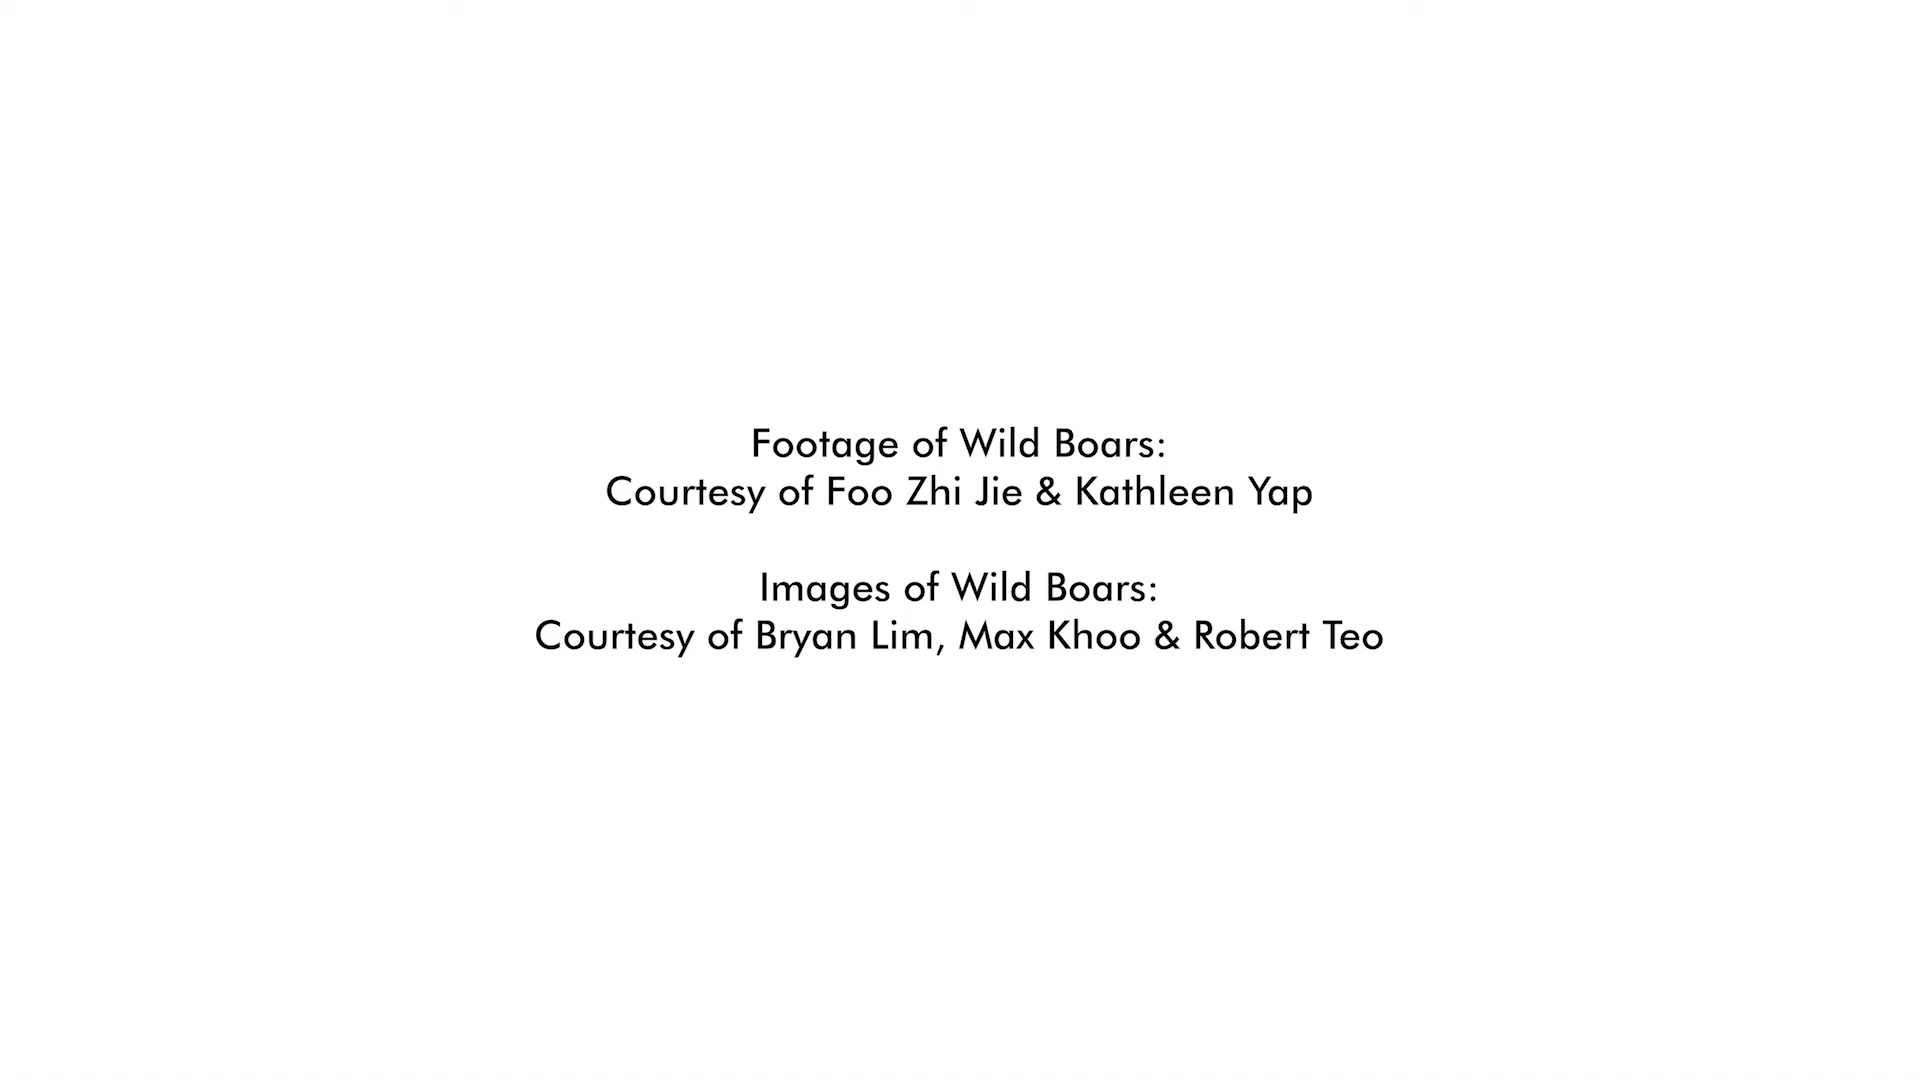 Footage of Wild Boars:
Courtesy of Foo Zhi Jie & Kathleen Yap
Images of Wild Boars:
Courtesy of Bryan Lim, Max Khoo & Robert Teo